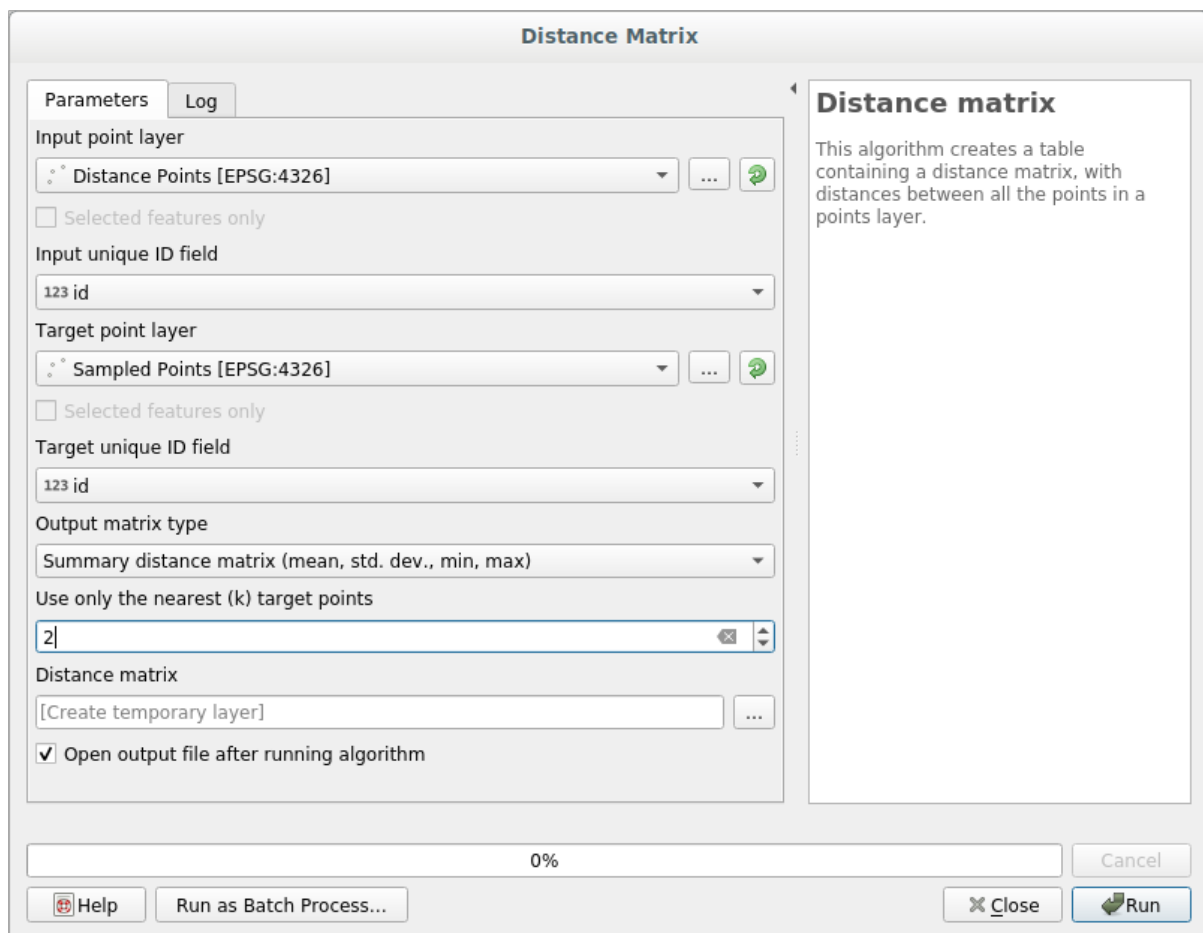 Distance Matrix
Parameters
Log
Input point layer
Distance Points [EPSG:4326]
...
Selected features only
Input unique ID field
123 id
Target point layer
Sampled Points [EPSG:4326]
...
Selected features only
Target unique ID field
123 id
Output matrix type
Summary distance matrix (mean, std. dev., min, max)
Use only the nearest (k) target points
2
Distance matrix
[Create temporary layer]
...
Open output file after running algorithm
Distance matrix
This algorithm creates a table
containing a distance matrix, with
distances between all the points in a
points layer.
0%
Cancel
Help
Run as Batch Process...
Close
Run